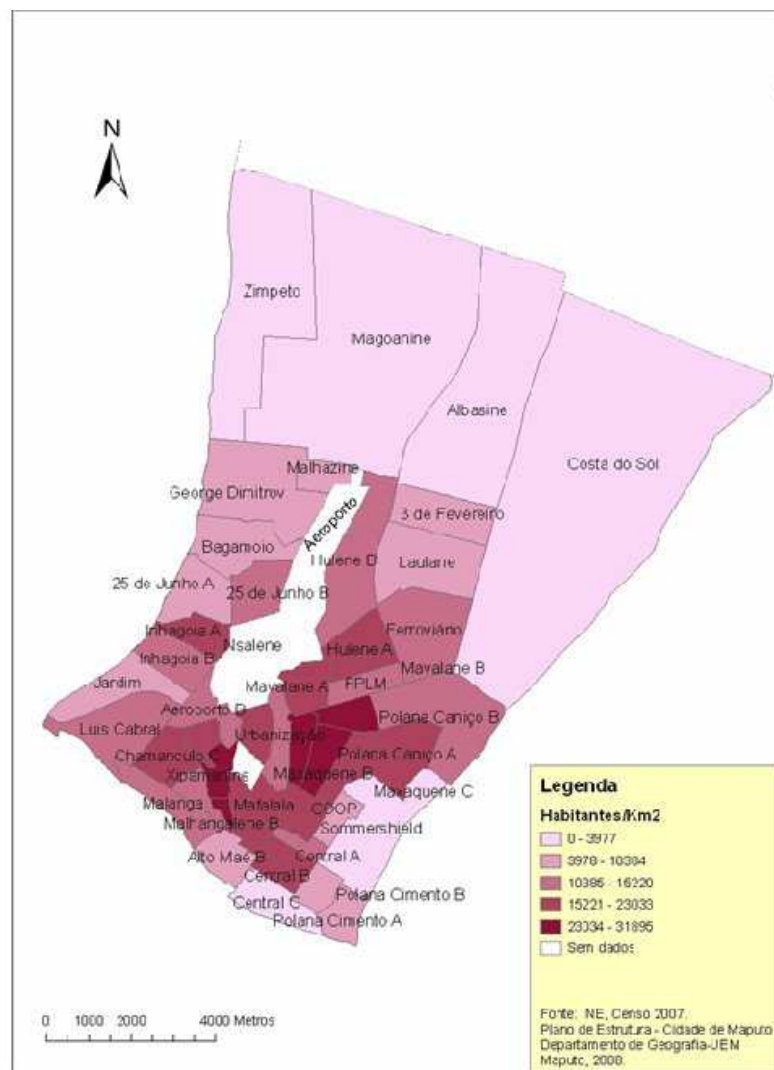 N
Zimpeto
Magoanine
Albasine
Costa do Sol
Malhazine
George Dimitrov
3 de Fevereiro
Aeroporto
Bagamoio
Hulene D
Laulane
25 de Junho A
25 de Junho B
Inhagoia A
Ferroviário
Nsalene
Hulene A
Inhagoia B
Mavalane B
Jardim
Mavalane A
FPLM
Aeroporto D
Polana Caniço B
Luis Cabral
Urbanização
Chamanculo C
Polana Caniço A
Xipamanine
Maxaquene B
Maxaquene C
Malanga
Mafalala
COOP
Malhangalene B
Sommershield
Alto Maé B
Central A
Central B
Polana Cimento B
Central C
Polana Cimento A
Legenda
Habitantes/Km2
0 - 3977
3978 - 10384
10385 - 15220
15221 - 23033
23034 - 31895
Sem dados
0 1000 2000 4000 Metros
Fonte: NE, Censo 2007.
Plano de Estrutura - Cidade de Maputo
Departamento de Geografia-UEM
Maputo, 2008.